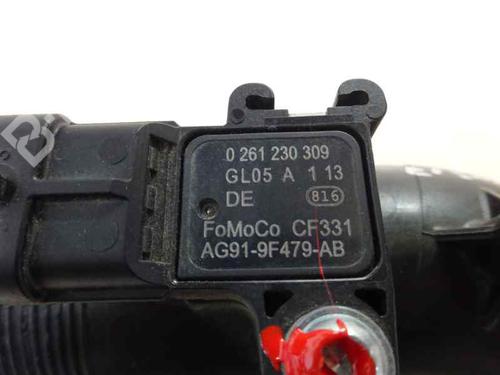 0 261 230 309
GL05 A 1 13
DE 816
FoMoCo CF331
AG91-9F479-AB